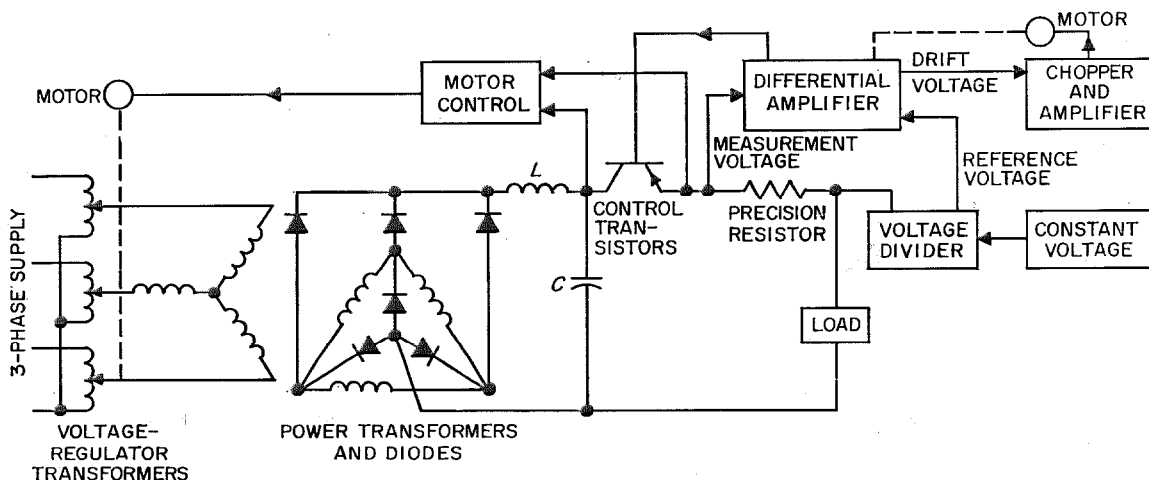 MOTOR
MOTOR
CONTROL
DIFFERENTIAL
AMPLIFIER
DRIFT
VOLTAGE
MOTOR
CHOPPER
AND
AMPLIFIER
MEASUREMENT
VOLTAGE
REFERENCE
VOLTAGE
3-PHASE SUPPLY
L
CONTROL
TRAN-
SISTORS
PRECISION
RESISTOR
VOLTAGE
DIVIDER
CONSTANT
VOLTAGE
C
LOAD
VOLTAGE-
REGULATOR
TRANSFORMERS
POWER TRANSFORMERS
AND DIODES